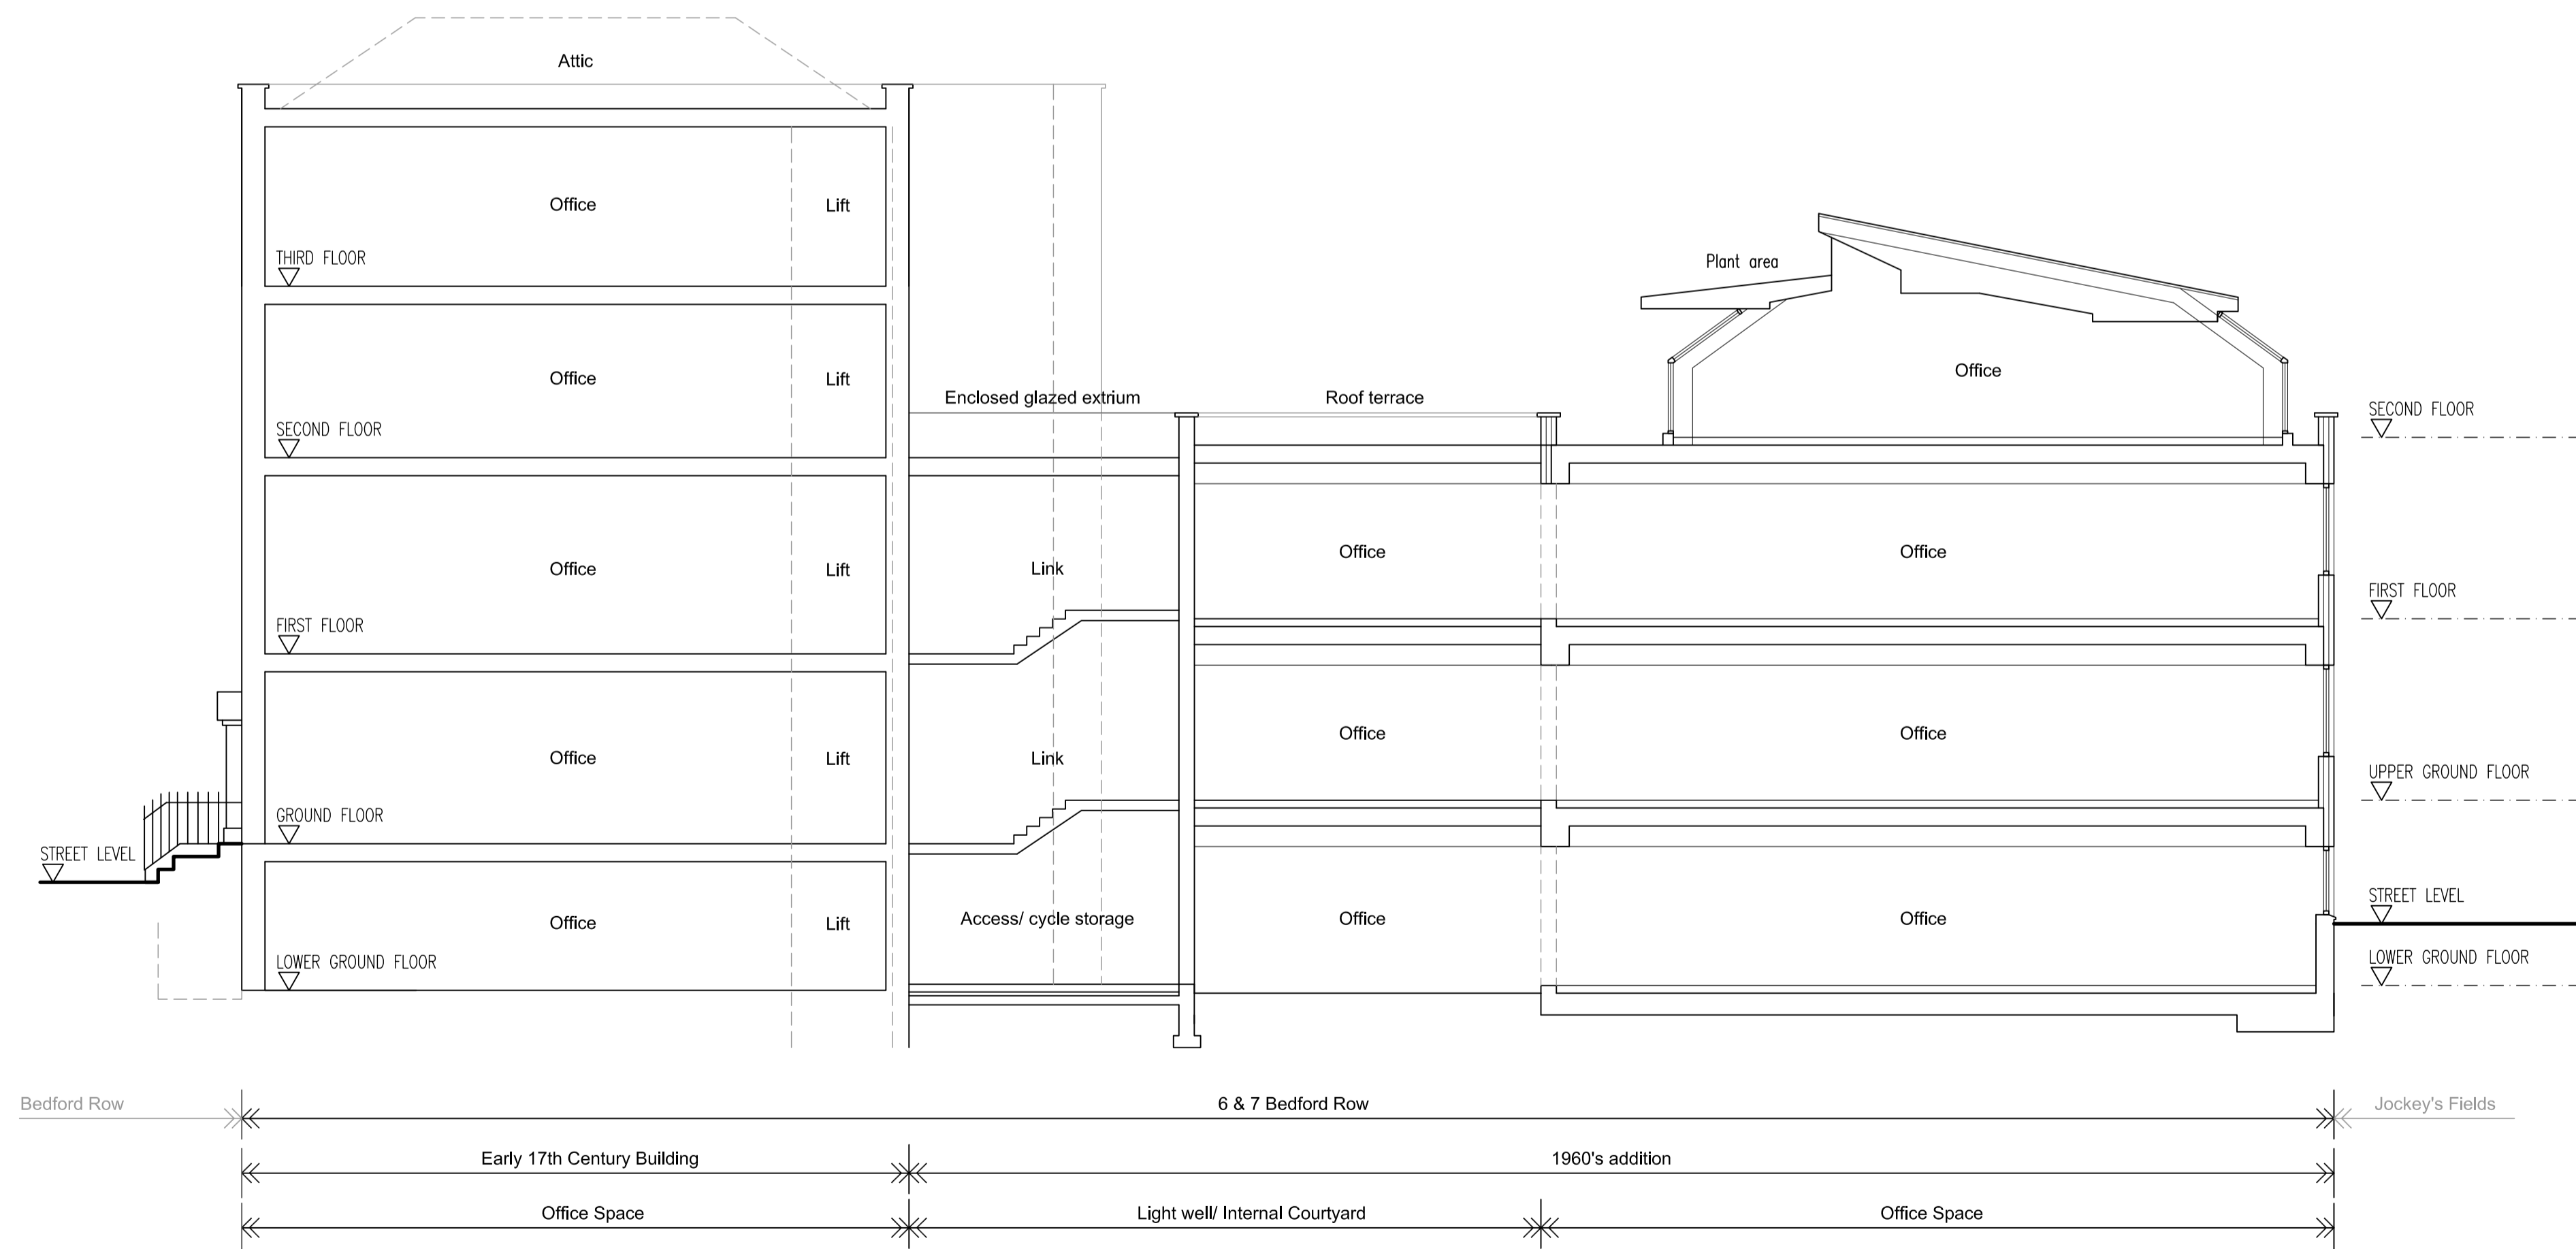 Attic
Office
Lift
THIRD FLOOR
Plant area
Office
Lift
SECOND FLOOR
Enclosed glazed extrium
Roof terrace
Office
SECOND FLOOR
Office
Lift
FIRST FLOOR
Link
Office
Office
FIRST FLOOR
Office
Lift
GROUND FLOOR
Link
Office
Office
UPPER GROUND FLOOR
STREET LEVEL
Office
Lift
LOWER GROUND FLOOR
Access/ cycle storage
Office
Office
STREET LEVEL
LOWER GROUND FLOOR
Bedford Row
6 & 7 Bedford Row
Jockey's Fields
Early 17th Century Building
1960's addition
Office Space
Light well/ Internal Courtyard
Office Space